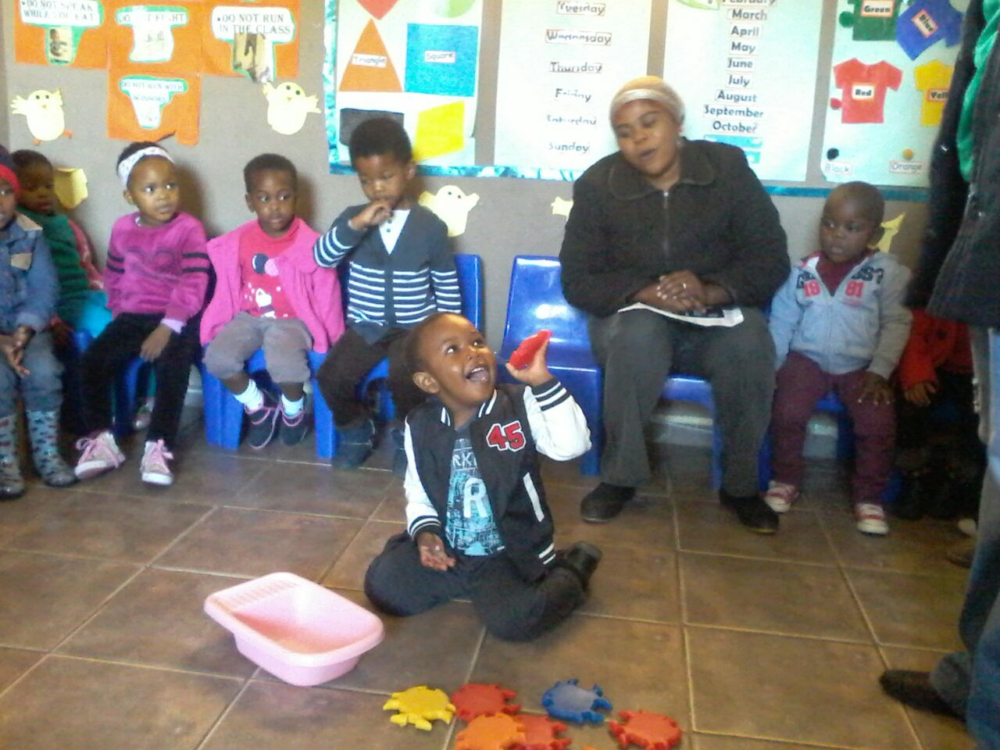 DO NOT SPEAK
WHILE YOU EAT
DO NOT FIGHT
DO NOT RUN
IN THE CLASS
DO NOT RUN WITH
SCISSORS
Triangle
Square
Tuesday
Wednesday
Thursday
Friday
Saturday
Sunday
February
March
April
May
June
July
August
September
October
Green
Blue
Red
Black
Orange
45
R
19 81